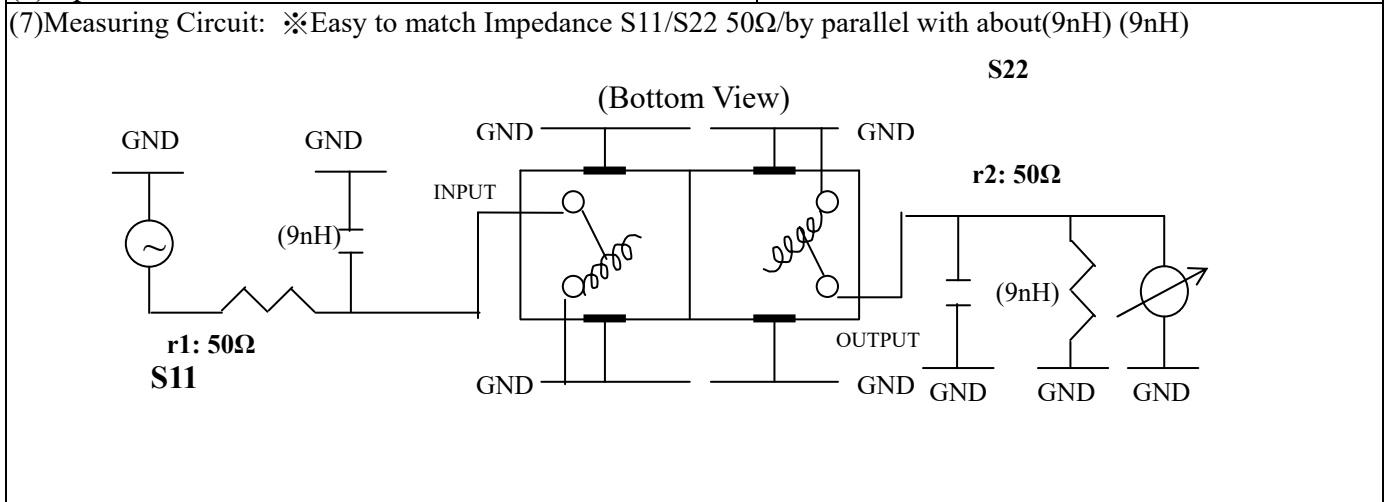 (7)Measuring Circuit: ※Easy to match Impedance S11/S22 50Ω/by parallel with about(9nH) (9nH)
S22
(Bottom View)
GND
GND
GND
GND
r2: 50Ω
INPUT
(9nH)
(9nH)
r1: 50Ω
OUTPUT
S11
GND
GND
GND
GND
GND